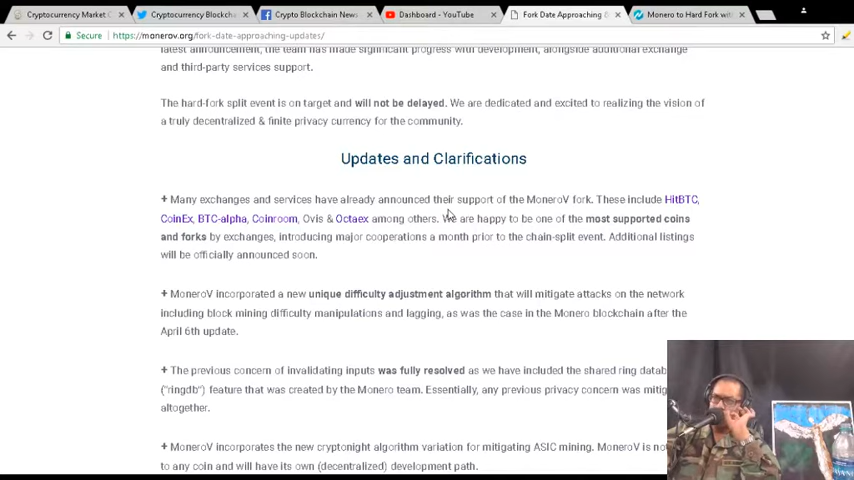 Cryptocurrency Market C
Cryptocurrency Blockcha
Crypto Blockchain News
Dashboard - YouTube
Fork Date Approaching &
Monero to Hard Fork with
Secure
https://monerov.org/fork-date-approaching-updates/
latest announcement, the team has made significant progress with development, alongside additional exchange
and third-party services support.
The hard-fork split event is on target and will not be delayed. We are dedicated and excited to realizing the vision of
a truly decentralized & finite privacy currency for the community.
Updates and Clarifications
+ Many exchanges and services have already announced their support of the MoneroV fork. These include HitBTC,
CoinEx, BTC-alpha, Coinroom, Ovis & Octaex among others. We are happy to be one of the most supported coins
and forks by exchanges, introducing major cooperations a month prior to the chain-split event. Additional listings
will be officially announced soon.
+ MoneroV incorporated a new unique difficulty adjustment algorithm that will mitigate attacks on the network
including block mining difficulty manipulations and lagging, as was the case in the Monero blockchain after the
April 6th update.
+ The previous concern of invalidating inputs was fully resolved as we have included the shared ring datab
("ringdb") feature that was created by the Monero team. Essentially, any previous privacy concern was mitig
altogether.
+ MoneroV incorporates the new cryptonight algorithm variation for mitigating ASIC mining. MoneroV is no
to any coin and will have its own (decentralized) development path.